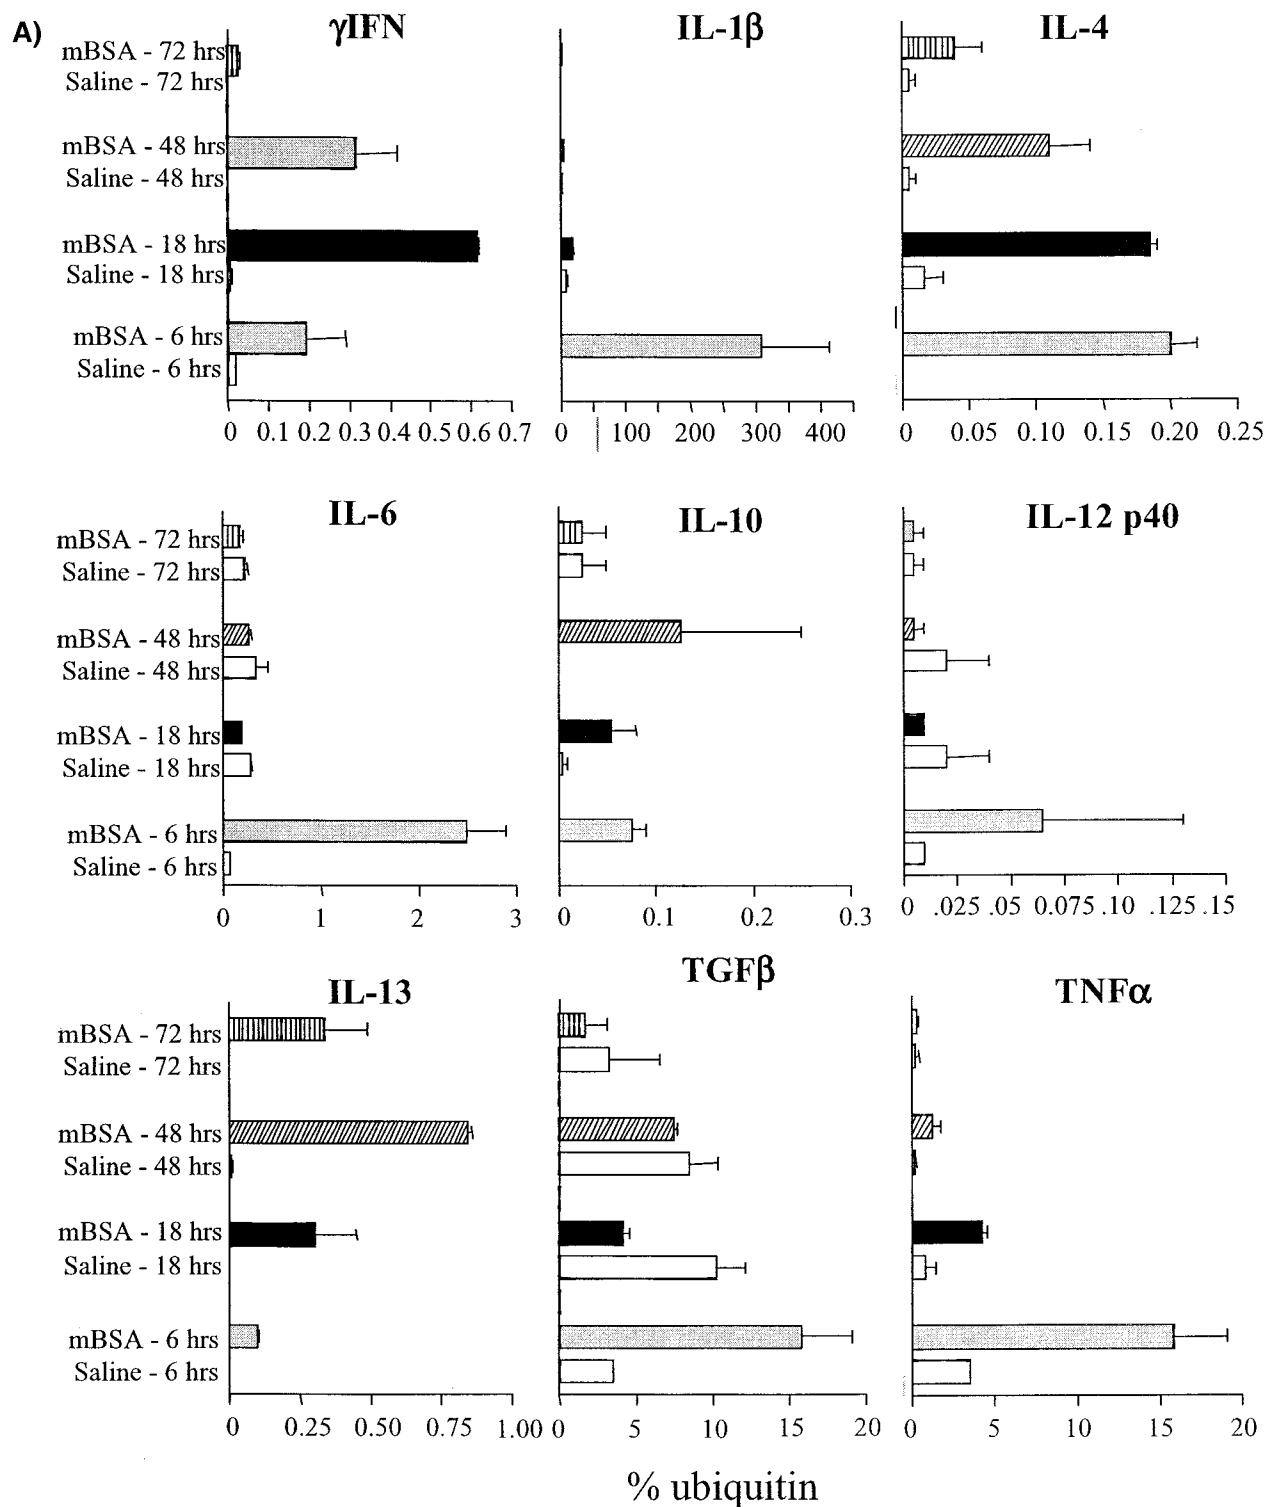 A)
γIFN
IL-1β
IL-4
mBSA - 72 hrs
Saline - 72 hrs
mBSA - 48 hrs
Saline - 48 hrs
mBSA - 18 hrs
Saline - 18 hrs
mBSA - 6 hrs
Saline - 6 hrs
0 0.1 0.2 0.3 0.4 0.5 0.6 0.7
0 100 200 300 400
0 0.05 0.10 0.15 0.20 0.25
IL-6
IL-10
IL-12 p40
mBSA - 72 hrs
Saline - 72 hrs
mBSA - 48 hrs
Saline - 48 hrs
mBSA - 18 hrs
Saline - 18 hrs
mBSA - 6 hrs
Saline - 6 hrs
0 1 2 3
0 0.1 0.2 0.3
0 .025 .05 0.075 .10 .125 .15
IL-13
TGFβ
TNFα
mBSA - 72 hrs
Saline - 72 hrs
mBSA - 48 hrs
Saline - 48 hrs
mBSA - 18 hrs
Saline - 18 hrs
mBSA - 6 hrs
Saline - 6 hrs
0 0.25 0.50 0.75 1.00
0 5 10 15 20
0 5 10 15 20
% ubiquitin